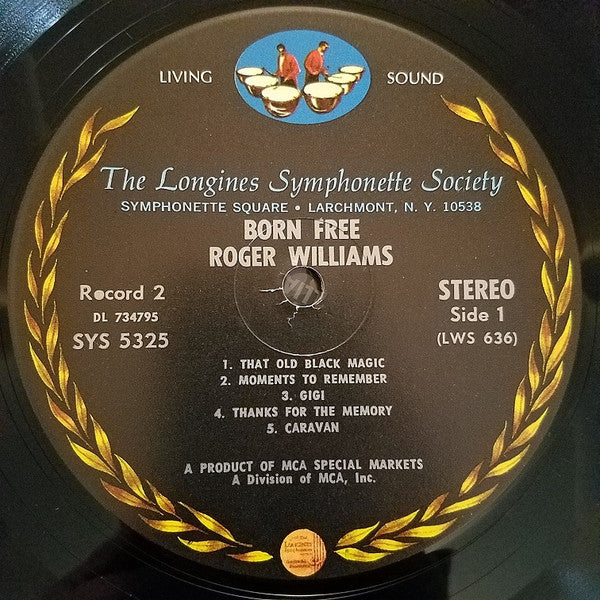 LIVING SOUND
The Longines Symphonette Society
SYMPHONETTE SQUARE • LARCHMONT, N. Y. 10538
BORN FREE
ROGER WILLIAMS
Record 2
DL 734795
SYS 5325
STEREO
Side 1
(LWS 636)
1. THAT OLD BLACK MAGIC
2. MOMENTS TO REMEMBER
3. GIGI
4. THANKS FOR THE MEMORY
5. CARAVAN
A PRODUCT OF MCA SPECIAL MARKETS
A Division of MCA, Inc.